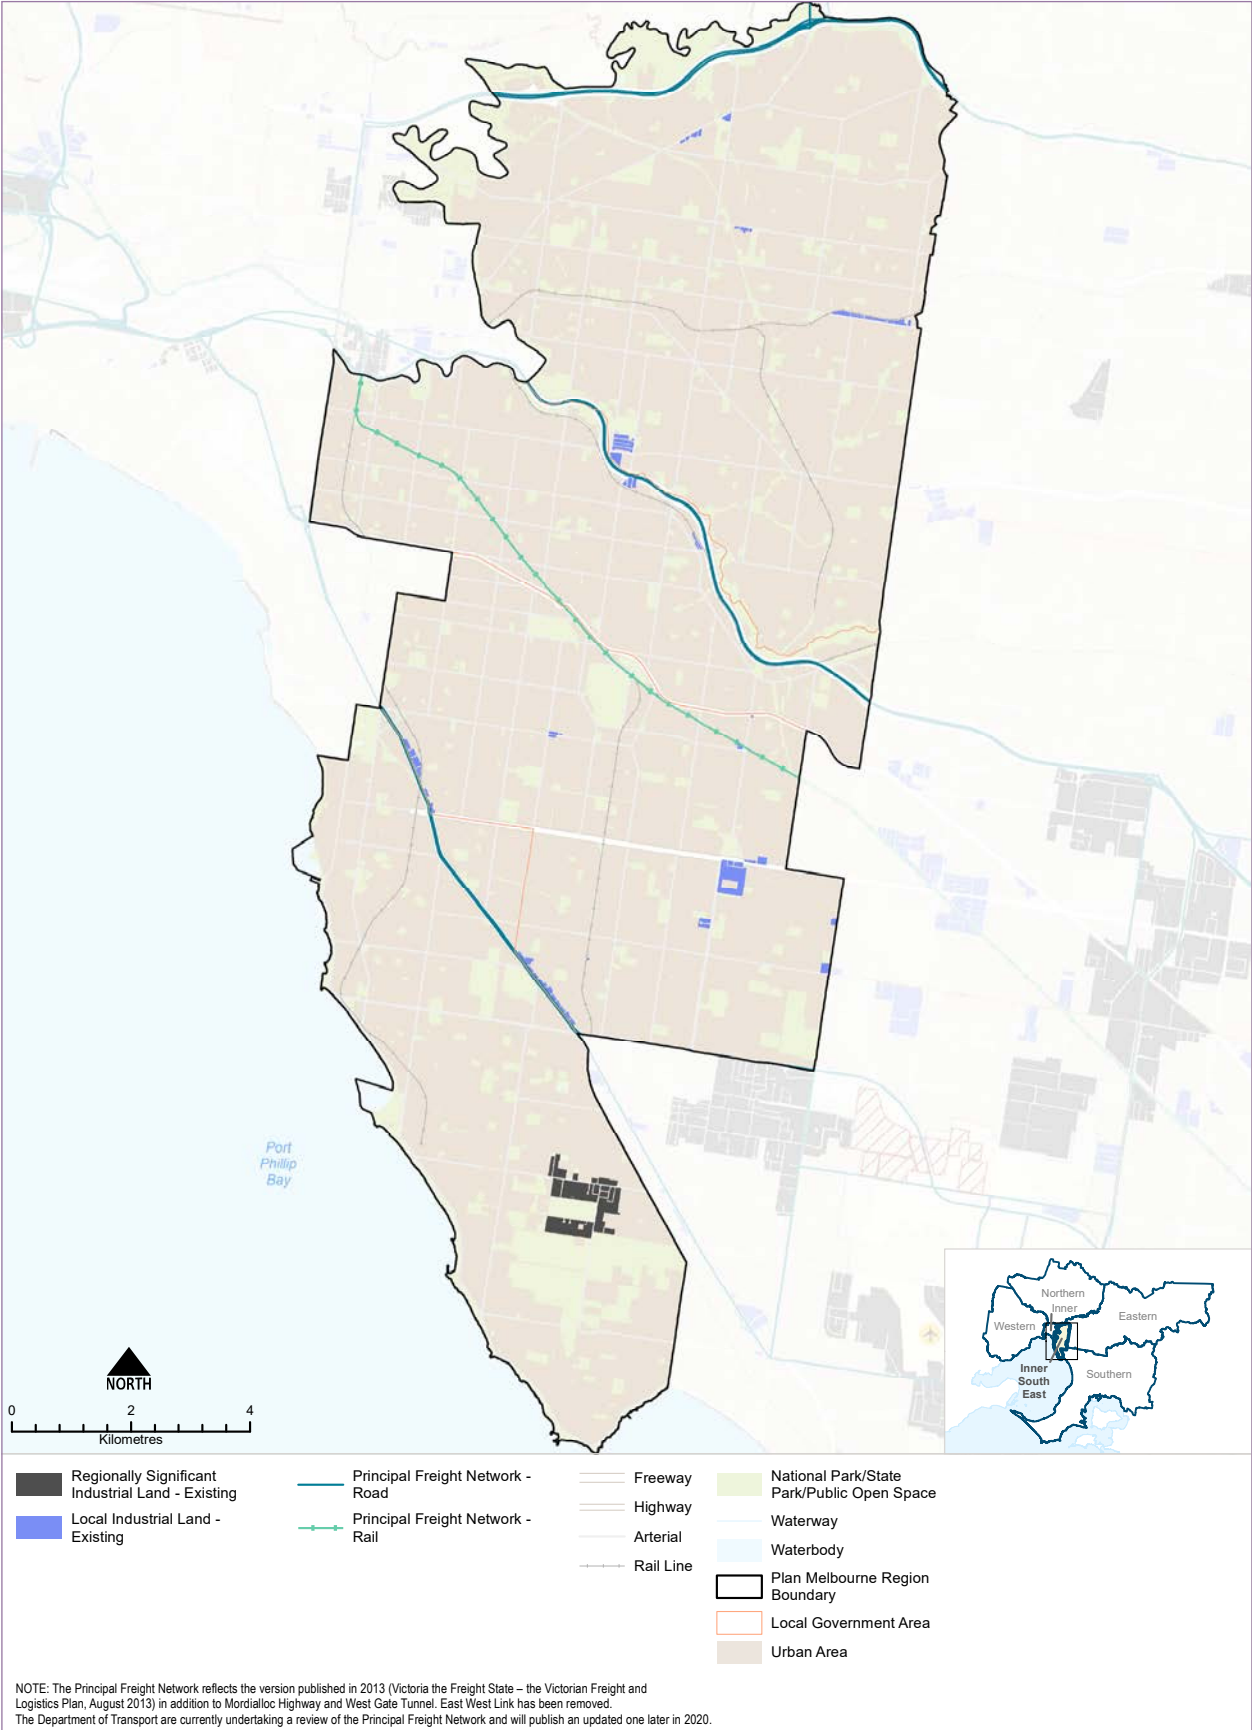 Port
Phillip
Bay
NORTH
0 2 4
Kilometres
Northern
Inner
Western
Eastern
Inner
South
East
Southern
Regionally Significant
Industrial Land - Existing
Local Industrial Land -
Existing
Principal Freight Network -
Road
Principal Freight Network -
Rail
Freeway
Highway
Arterial
Rail Line
National Park/State
Park/Public Open Space
Waterway
Waterbody
Plan Melbourne Region
Boundary
Local Government Area
Urban Area
NOTE: The Principal Freight Network reflects the version published in 2013 (Victoria the Freight State – the Victorian Freight and
Logistics Plan, August 2013) in addition to Mordialloc Highway and West Gate Tunnel. East West Link has been removed.
The Department of Transport are currently undertaking a review of the Principal Freight Network and will publish an updated one later in 2020.